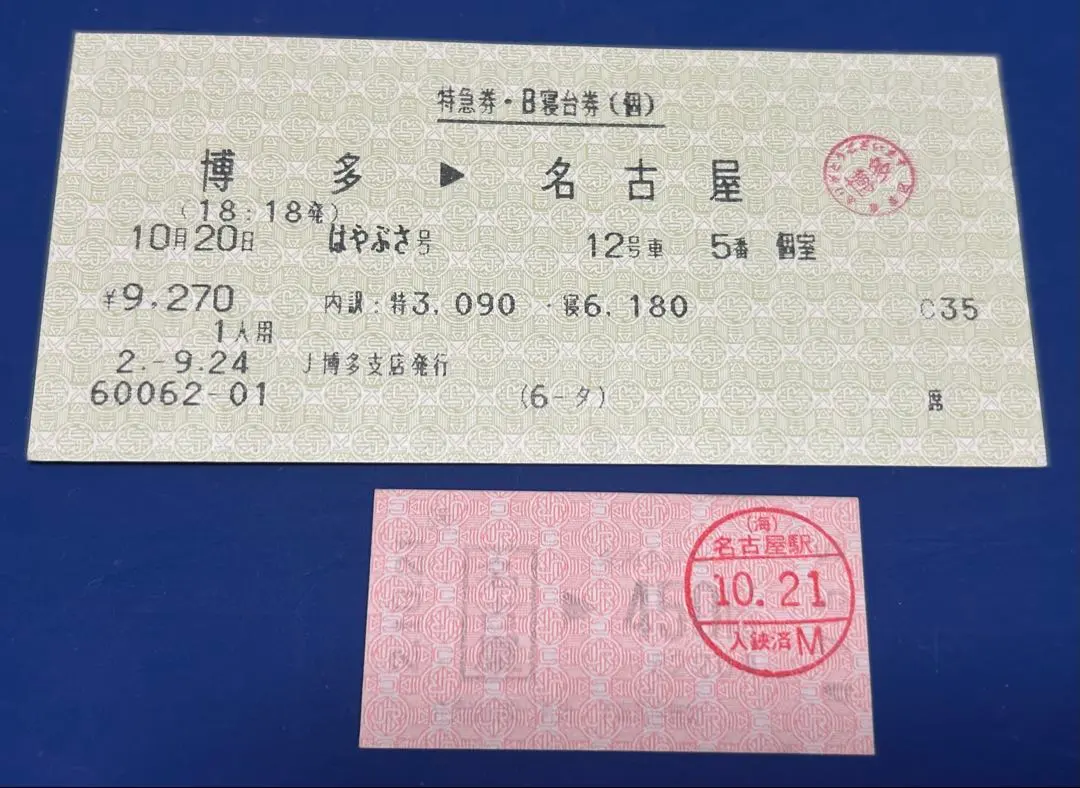 特急券・B寝台券(個)
博多▶名古屋
(18:18発)
10月20日 はやぶさ号 12号車 5番 個室
¥9,270 内訳:特3,090・寝6,180 C35
1人用
2.-9.24 J博多支店発行
60062-01 (6-タ) 席
(海)
名古屋駅
10.21
入鋏済M